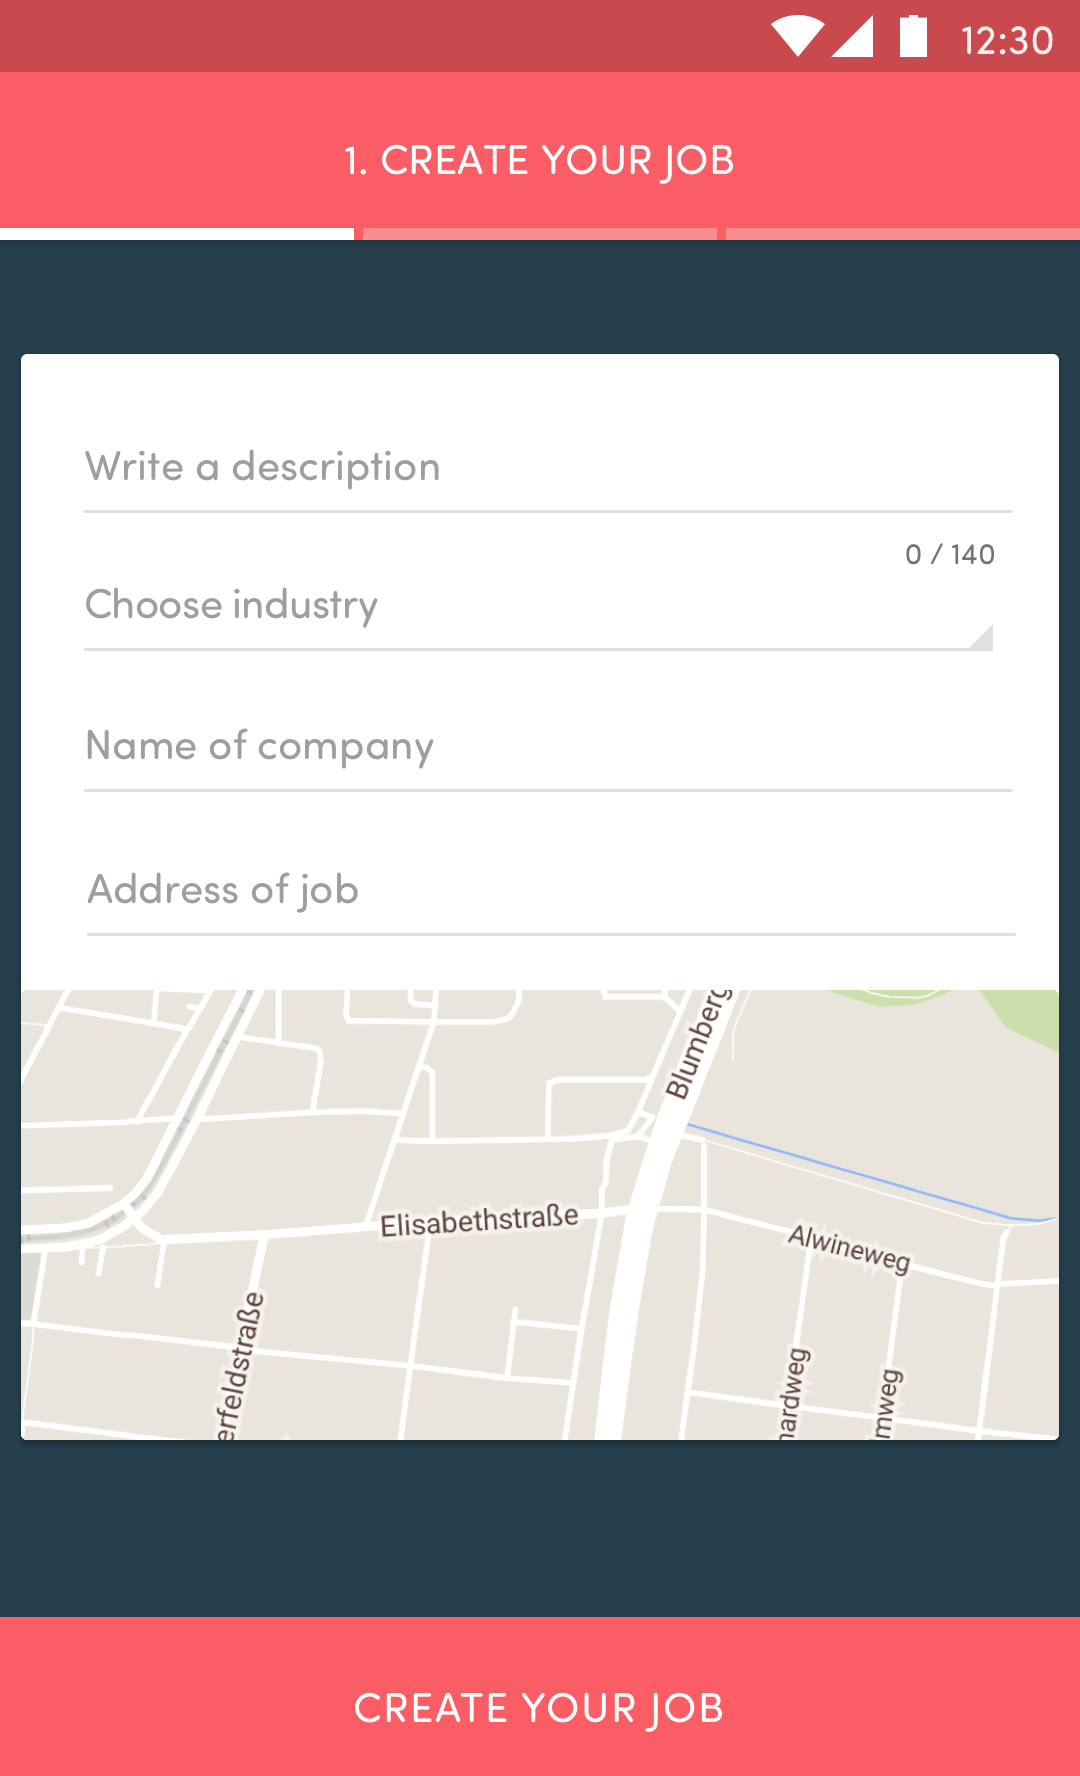 12:30
1. CREATE YOUR JOB
Write a description
0 / 140
Choose industry
Name of company
Address of job
Blumberg
Elisabethstraße
Alwineweg
erfeldstraße
hardweg
mweg
CREATE YOUR JOB